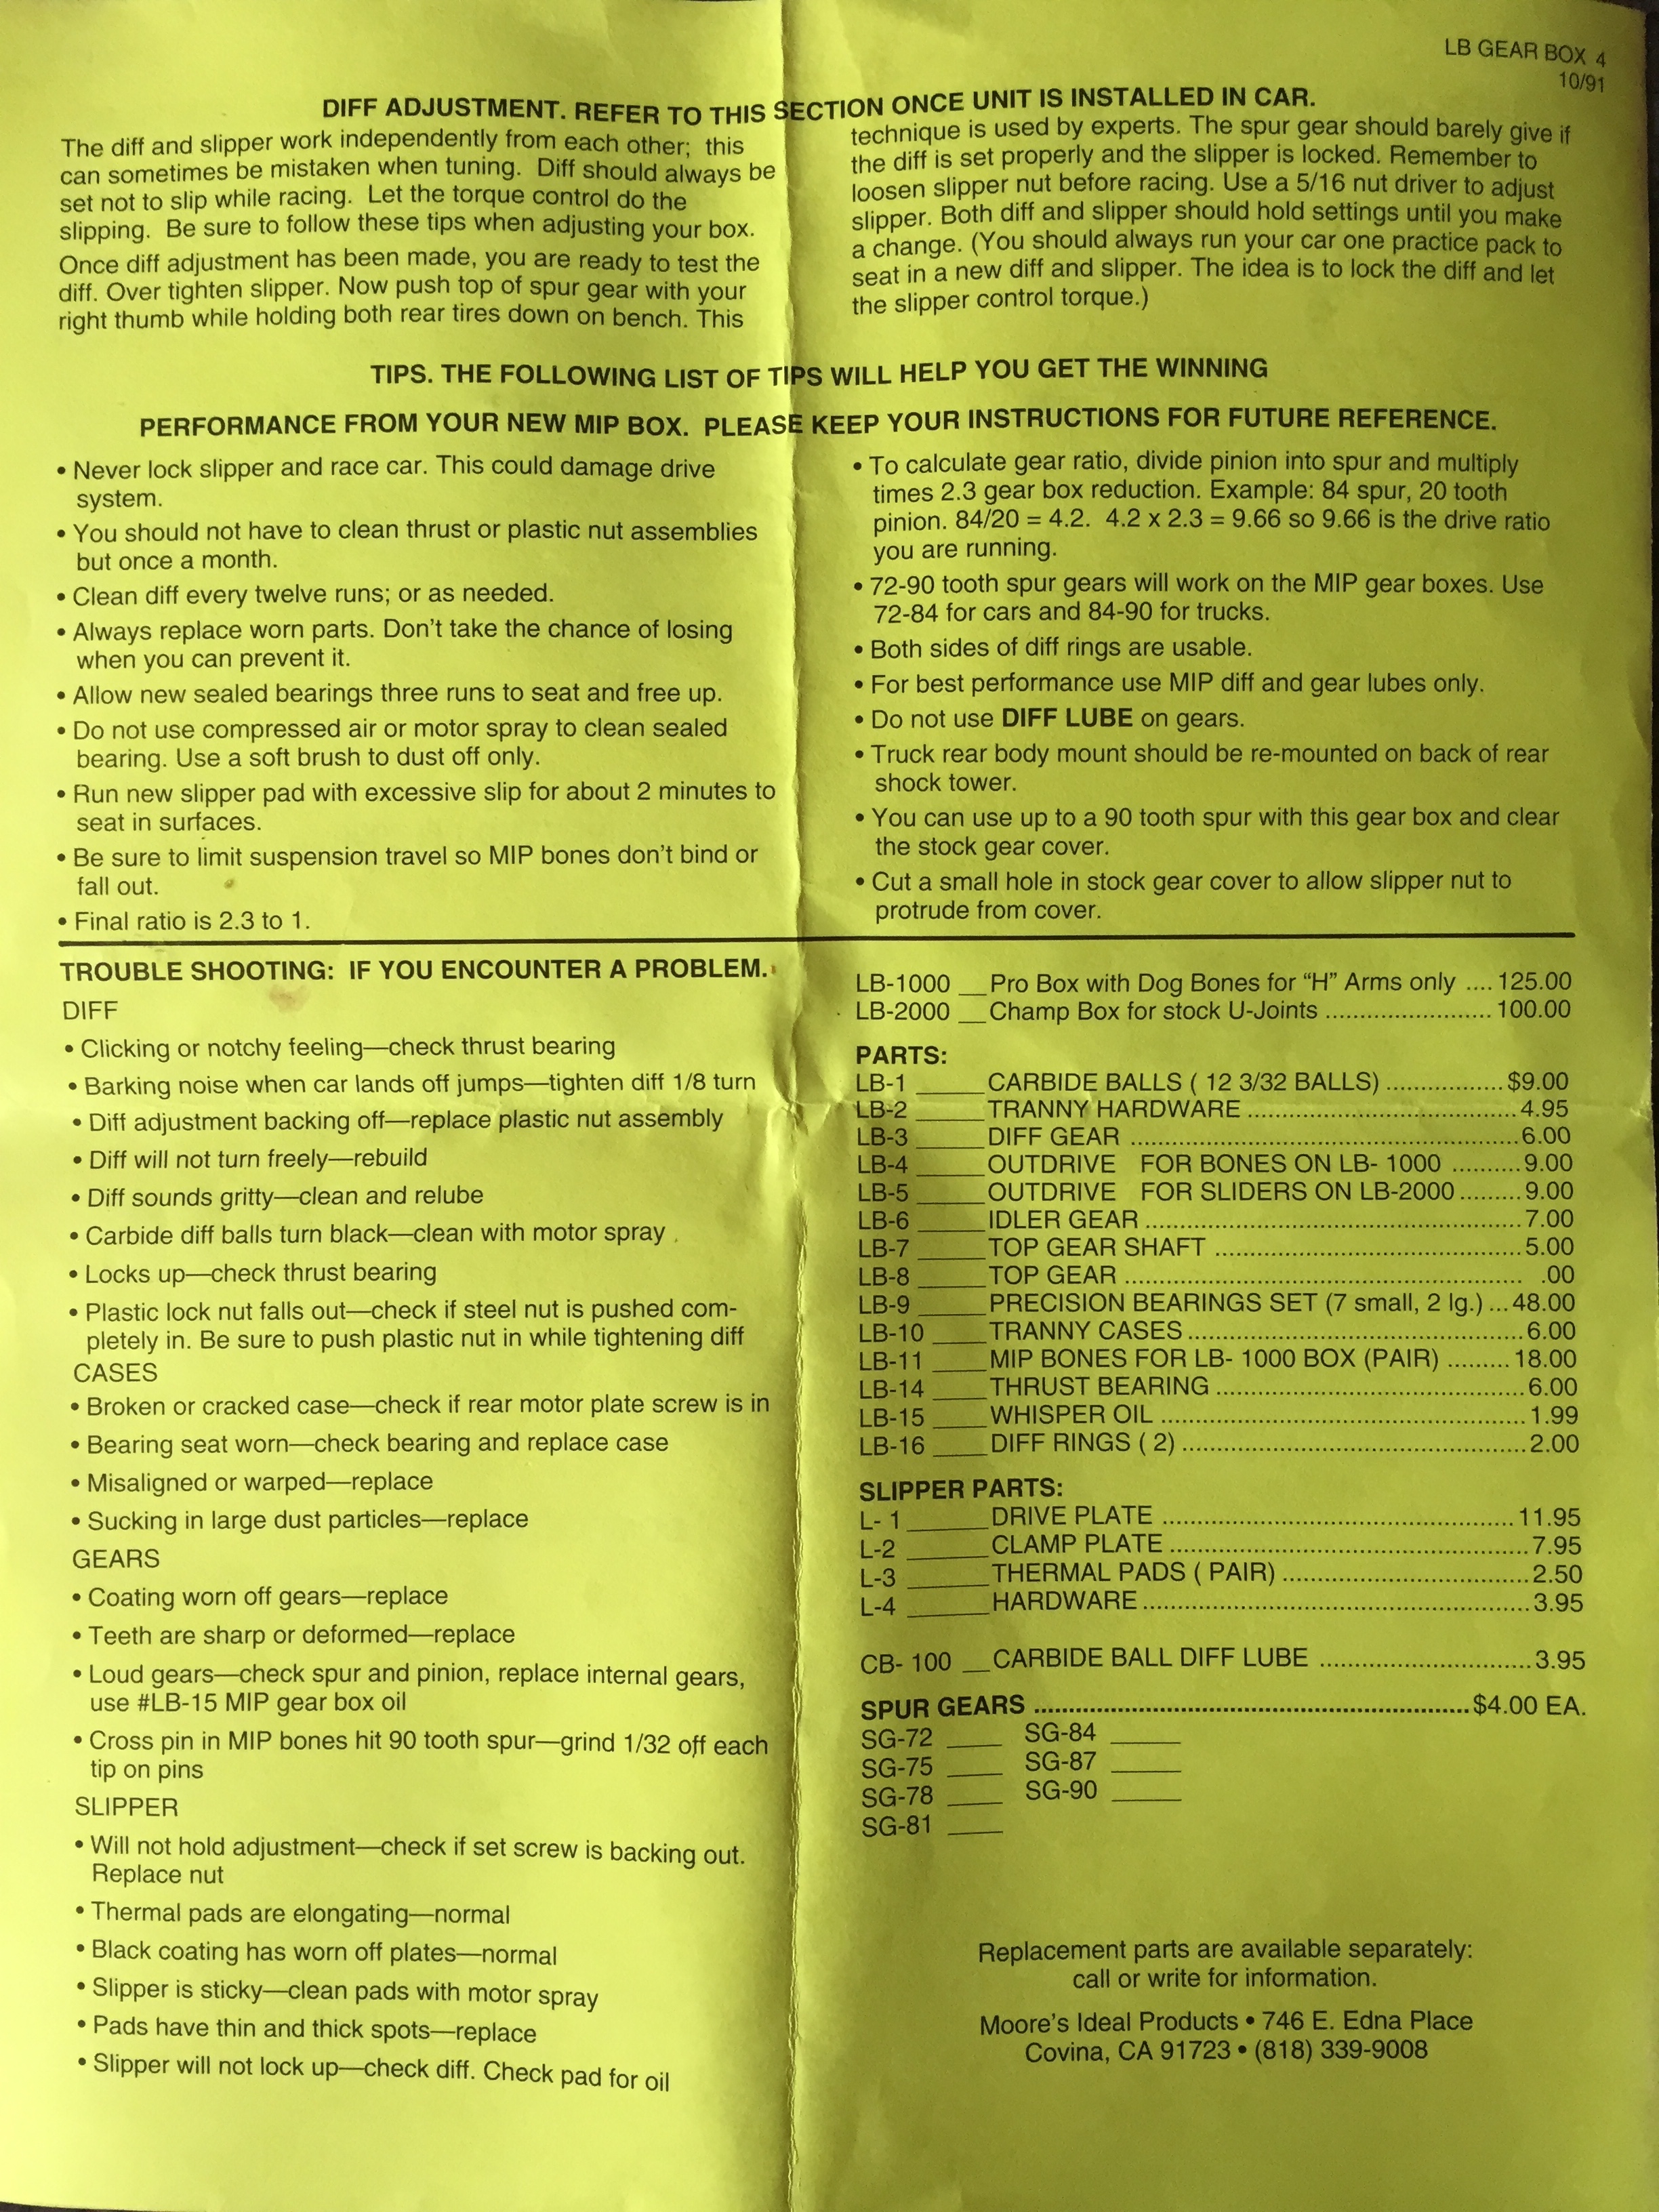 LB GEAR BOX 4
10/91
DIFF ADJUSTMENT. REFER TO THIS SECTION ONCE UNIT IS INSTALLED IN CAR.
The diff and slipper work independently from each other; this
can sometimes be mistaken when tuning. Diff should always be
set not to slip while racing. Let the torque control do the
slipping. Be sure to follow these tips when adjusting your box.
Once diff adjustment has been made, you are ready to test the
diff. Over tighten slipper. Now push top of spur gear with your
right thumb while holding both rear tires down on bench. This
technique is used by experts. The spur gear should barely give if
the diff is set properly and the slipper is locked. Remember to
loosen slipper nut before racing. Use a 5/16 nut driver to adjust
slipper. Both diff and slipper should hold settings until you make
a change. (You should always run your car one practice pack to
seat in a new diff and slipper. The idea is to lock the diff and let
the slipper control torque.)
TIPS. THE FOLLOWING LIST OF TIPS WILL HELP YOU GET THE WINNING
PERFORMANCE FROM YOUR NEW MIP BOX. PLEASE KEEP YOUR INSTRUCTIONS FOR FUTURE REFERENCE.
• Never lock slipper and race car. This could damage drive
system.
• You should not have to clean thrust or plastic nut assemblies
but once a month.
• Clean diff every twelve runs; or as needed.
• Always replace worn parts. Don't take the chance of losing
when you can prevent it.
• Allow new sealed bearings three runs to seat and free up.
• Do not use compressed air or motor spray to clean sealed
bearing. Use a soft brush to dust off only.
• Run new slipper pad with excessive slip for about 2 minutes to
seat in surfaces.
• Be sure to limit suspension travel so MIP bones don't bind or
fall out.
• Final ratio is 2.3 to 1.
• To calculate gear ratio, divide pinion into spur and multiply
times 2.3 gear box reduction. Example: 84 spur, 20 tooth
pinion. 84/20 = 4.2. 4.2 x 2.3 = 9.66 so 9.66 is the drive ratio
you are running.
• 72-90 tooth spur gears will work on the MIP gear boxes. Use
72-84 for cars and 84-90 for trucks.
• Both sides of diff rings are usable.
• For best performance use MIP diff and gear lubes only.
• Do not use DIFF LUBE on gears.
• Truck rear body mount should be re-mounted on back of rear
shock tower.
• You can use up to a 90 tooth spur with this gear box and clear
the stock gear cover.
• Cut a small hole in stock gear cover to allow slipper nut to
protrude from cover.
TROUBLE SHOOTING: IF YOU ENCOUNTER A PROBLEM.
DIFF
• Clicking or notchy feeling—check thrust bearing
• Barking noise when car lands off jumps—tighten diff 1/8 turn
• Diff adjustment backing off—replace plastic nut assembly
• Diff will not turn freely—rebuild
• Diff sounds gritty—clean and relube
• Carbide diff balls turn black—clean with motor spray
• Locks up—check thrust bearing
• Plastic lock nut falls out—check if steel nut is pushed com-
pletely in. Be sure to push plastic nut in while tightening diff
CASES
• Broken or cracked case—check if rear motor plate screw is in
• Bearing seat worn—check bearing and replace case
• Misaligned or warped—replace
• Sucking in large dust particles—replace
GEARS
• Coating worn off gears—replace
• Teeth are sharp or deformed—replace
• Loud gears—check spur and pinion, replace internal gears,
use #LB-15 MIP gear box oil
• Cross pin in MIP bones hit 90 tooth spur—grind 1/32 off each
tip on pins
SLIPPER
• Will not hold adjustment—check if set screw is backing out.
Replace nut
• Thermal pads are elongating—normal
• Black coating has worn off plates—normal
• Slipper is sticky—clean pads with motor spray
• Pads have thin and thick spots—replace
• Slipper will not lock up—check diff. Check pad for oil
LB-1000 __ Pro Box with Dog Bones for "H" Arms only .... 125.00
LB-2000 __ Champ Box for stock U-Joints ........................ 100.00
PARTS:
LB-1 _____ CARBIDE BALLS ( 12 3/32 BALLS) ................. $9.00
LB-2 _____ TRANNY HARDWARE ....................................... 4.95
LB-3 _____ DIFF GEAR ........................................................ 6.00
LB-4 _____ OUTDRIVE FOR BONES ON LB- 1000 .......... 9.00
LB-5 _____ OUTDRIVE FOR SLIDERS ON LB-2000 ......... 9.00
LB-6 _____ IDLER GEAR ...................................................... 7.00
LB-7 _____ TOP GEAR SHAFT ............................................ 5.00
LB-8 _____ TOP GEAR ......................................................... .00
LB-9 _____ PRECISION BEARINGS SET (7 small, 2 lg.) ... 48.00
LB-10 ____ TRANNY CASES ................................................ 6.00
LB-11 ____ MIP BONES FOR LB- 1000 BOX (PAIR) ......... 18.00
LB-14 ____ THRUST BEARING ............................................ 6.00
LB-15 ____ WHISPER OIL .................................................... 1.99
LB-16 ____ DIFF RINGS ( 2) ................................................. 2.00
SLIPPER PARTS:
L- 1 ______ DRIVE PLATE .................................................. 11.95
L-2 ______ CLAMP PLATE ................................................... 7.95
L-3 ______ THERMAL PADS ( PAIR) ................................... 2.50
L-4 ______ HARDWARE ....................................................... 3.95
CB- 100 __ CARBIDE BALL DIFF LUBE .............................. 3.95
SPUR GEARS .............................................................. $4.00 EA.
SG-72 ____ SG-84 _____
SG-75 ____ SG-87 _____
SG-78 ____ SG-90 _____
SG-81 ____
Replacement parts are available separately:
call or write for information.
Moore's Ideal Products • 746 E. Edna Place
Covina, CA 91723 • (818) 339-9008